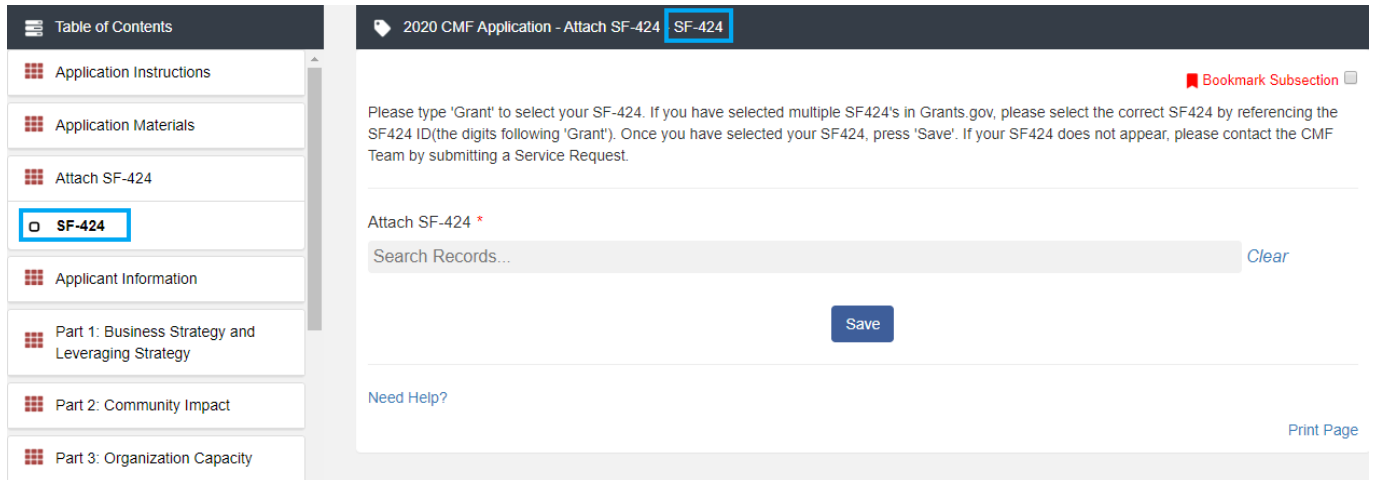 Table of Contents
Application Instructions
Application Materials
Attach SF-424
SF-424
Applicant Information
Part 1: Business Strategy and
Leveraging Strategy
Part 2: Community Impact
Part 3: Organization Capacity
2020 CMF Application - Attach SF-424 - SF-424
Bookmark Subsection
Please type 'Grant' to select your SF-424. If you have selected multiple SF424's in Grants.gov, please select the correct SF424 by referencing the
SF424 ID(the digits following 'Grant'). Once you have selected your SF424, press 'Save'. If your SF424 does not appear, please contact the CMF
Team by submitting a Service Request.
Attach SF-424 *
Search Records...
Clear
Save
Need Help?
Print Page